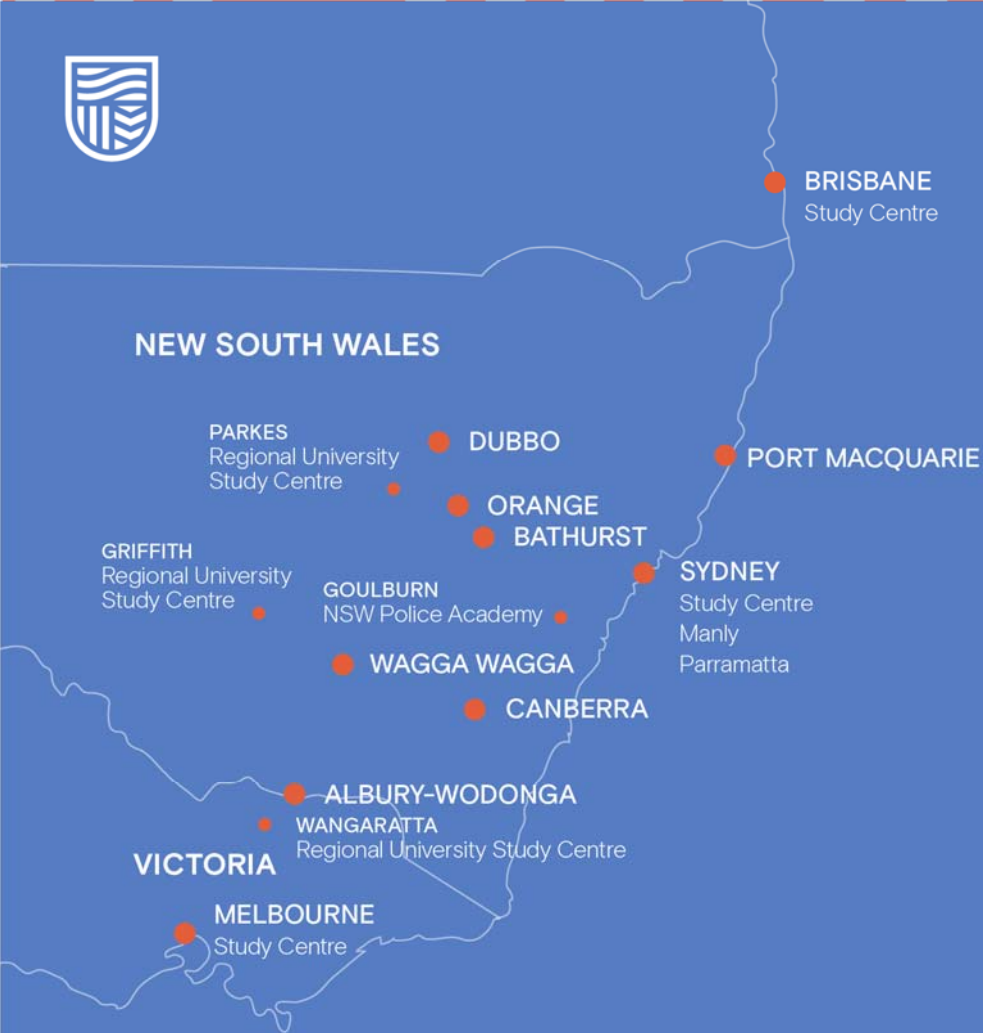 BRISBANE
Study Centre
NEW SOUTH WALES
PARKES
Regional University
Study Centre
DUBBO
PORT MACQUARIE
ORANGE
BATHURST
GRIFFITH
Regional University
Study Centre
GOULBURN
NSW Police Academy
SYDNEY
Study Centre
Manly
Parramatta
WAGGA WAGGA
CANBERRA
ALBURY-WODONGA
WANGARATTA
Regional University Study Centre
VICTORIA
MELBOURNE
Study Centre